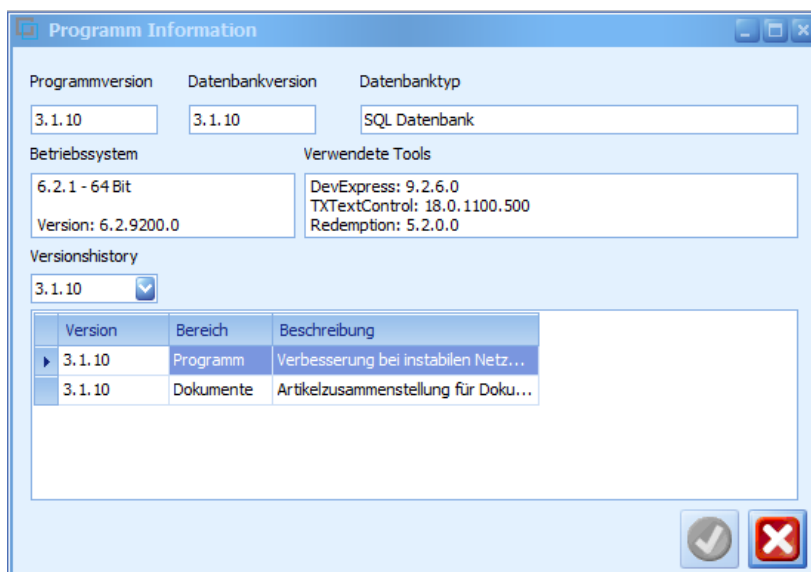 Programm Information
Programmversion Datenbankversion Datenbanktyp
3.1.10 3.1.10 SQL Datenbank
Betriebssystem Verwendete Tools
6.2.1 - 64 Bit
Version: 6.2.9200.0
DevExpress: 9.2.6.0
TXTextControl: 18.0.1100.500
Redemption: 5.2.0.0
Versionshistory
3.1.10
Version Bereich Beschreibung
3.1.10 Programm Verbesserung bei instabilen Netz...
3.1.10 Dokumente Artikelzusammenstellung für Doku...